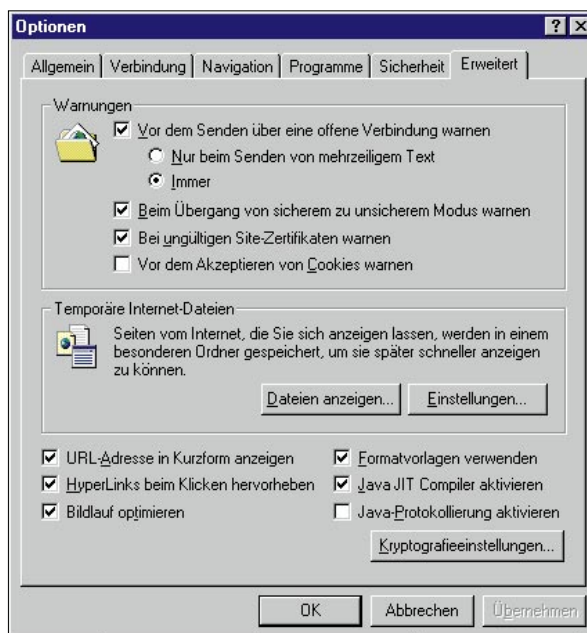 Optionen
Allgemein Verbindung Navigation Programme Sicherheit Erweitert
Warnungen
Vor dem Senden über eine offene Verbindung warnen
Nur beim Senden von mehrzeiligem Text
Immer
Beim Übergang von sicherem zu unsicherem Modus warnen
Bei ungültigen Site-Zertifikaten warnen
Vor dem Akzeptieren von Cookies warnen
Temporäre Internet-Dateien
Seiten vom Internet, die Sie sich anzeigen lassen, werden in einem
besonderen Ordner gespeichert, um sie später schneller anzeigen
zu können.
Dateien anzeigen... Einstellungen...
URL-Adresse in Kurzform anzeigen Formatvorlagen verwenden
HyperLinks beim Klicken hervorheben Java JIT Compiler aktivieren
Bildlauf optimieren Java-Protokollierung aktivieren
Kryptografieeinstellungen...
OK Abbrechen Übernehmen